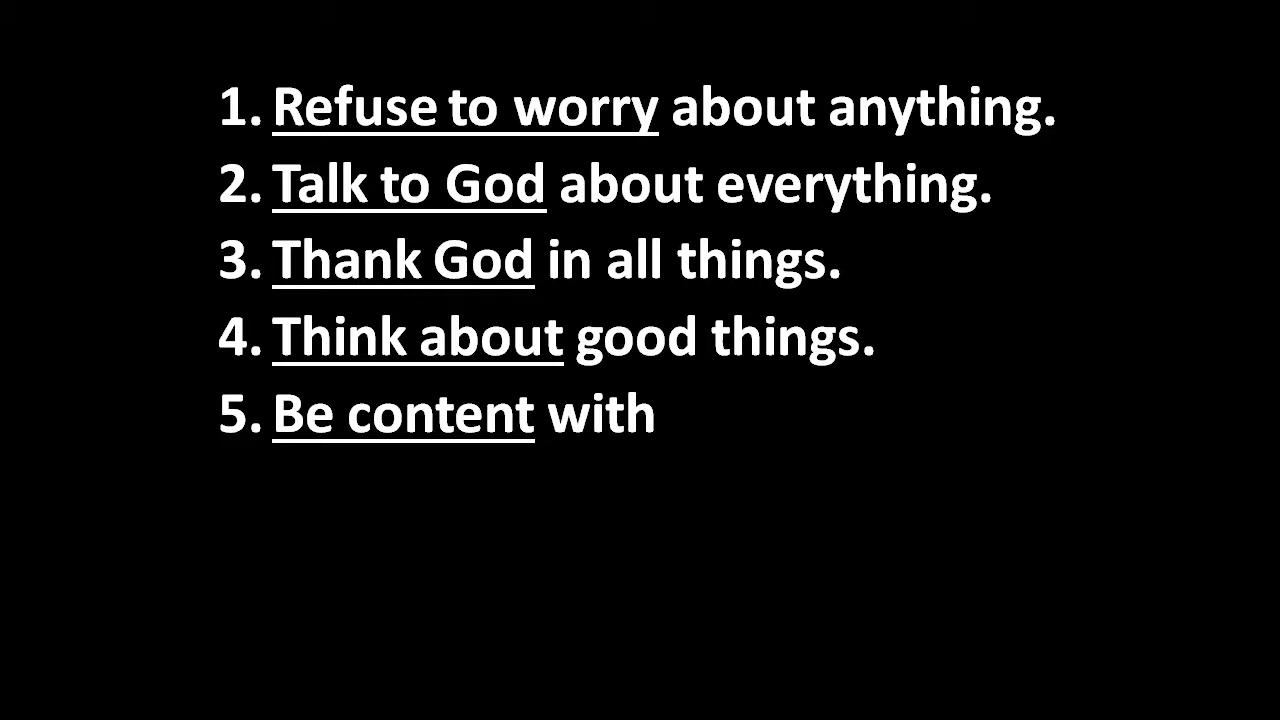 1. Refuse to worry about anything.
2. Talk to God about everything.
3. Thank God in all things.
4. Think about good things.
5. Be content with